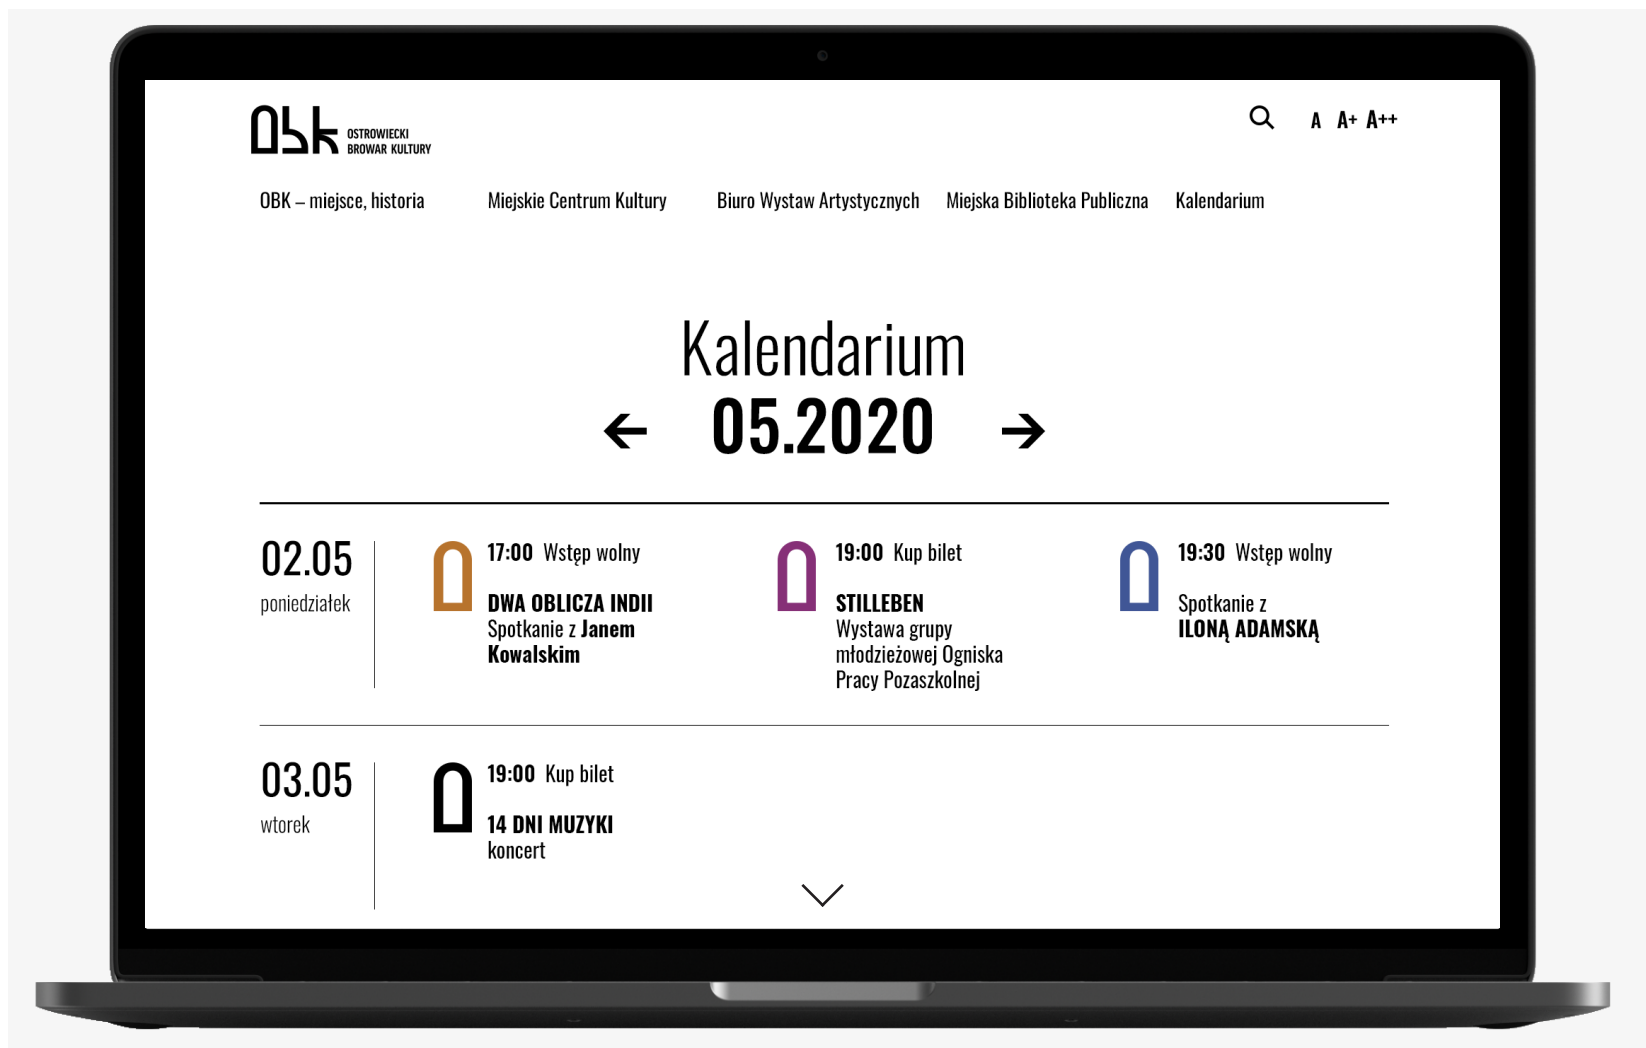 Obk OSTROWIECKI
BROWAR KULTURY
A A+ A++
OBK – miejsce, historia Miejskie Centrum Kultury Biuro Wystaw Artystycznych Miejska Biblioteka Publiczna Kalendarium
Kalendarium
← 05.2020 →
02.05
poniedziałek
17:00 Wstęp wolny
DWA OBLICZA INDII
Spotkanie z Janem
Kowalskim
19:00 Kup bilet
STILLEBEN
Wystawa grupy
młodzieżowej Ogniska
Pracy Pozaszkolnej
19:30 Wstęp wolny
Spotkanie z
ILONĄ ADAMSKĄ
03.05
wtorek
19:00 Kup bilet
14 DNI MUZYKI
koncert